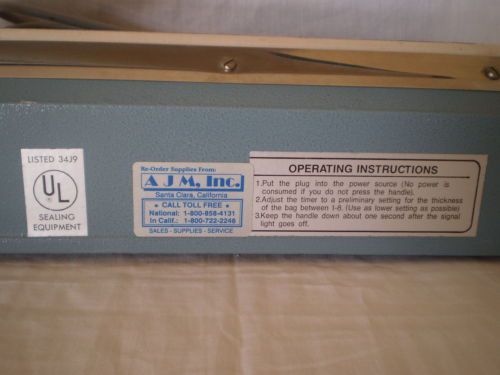 LISTED 34J9
UL
SEALING
EQUIPMENT
Re-Order Supplies From:
A J M, Inc.
Santa Clara, California
• CALL TOLL FREE •
National: 1-800-858-4131
In Calif.: 1-800-722-2248
SALES - SUPPLIES - SERVICE
OPERATING INSTRUCTIONS
1.Put the plug into the power source (No power is
consumed if you do not press the handle).
2.Adjust the timer to a preliminary setting for the thickness
of the bag between 1-8. (Use as lower setting as possible)
3.Keep the handle down about one second after the signal
light goes off.